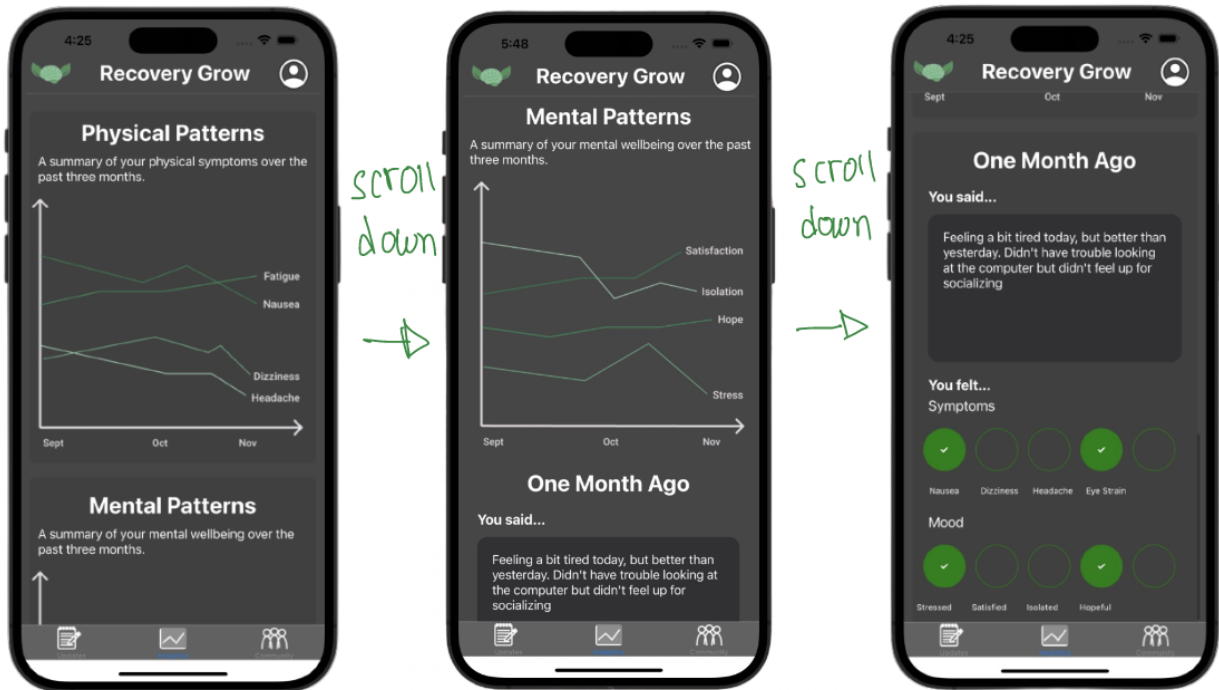 4:25
Recovery Grow
Physical Patterns
A summary of your physical symptoms over the
past three months.
Fatigue
Nausea
Dizziness
Headache
Sept Oct Nov
Mental Patterns
A summary of your mental wellbeing over the
past three months.
Updates
Community
scroll
down
5:48
Recovery Grow
Mental Patterns
A summary of your mental wellbeing over the past
three months.
Satisfaction
Isolation
Hope
Stress
Sept Oct Nov
One Month Ago
You said...
Feeling a bit tired today, but better than
yesterday. Didn't have trouble looking at
the computer but didn't feel up for
socializing
Updates
Community
scroll
down
4:25
Recovery Grow
Sept Oct Nov
One Month Ago
You said...
Feeling a bit tired today, but better than
yesterday. Didn't have trouble looking
at the computer but didn't feel up for
socializing
You felt...
Symptoms
Nausea Dizziness Headache Eye Strain
Mood
Stressed Satisfied Isolated Hopeful
Updates
Community